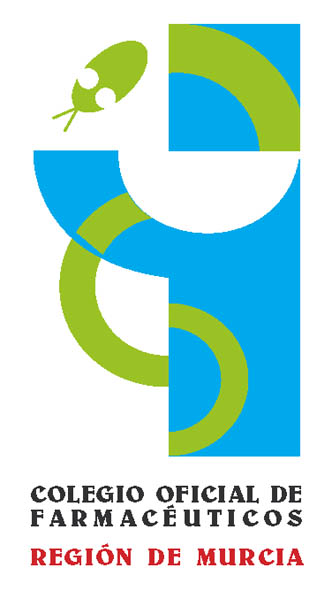 COLEGIO OFICIAL DE
FARMACÉUTICOS
REGIÓN DE MURCIA